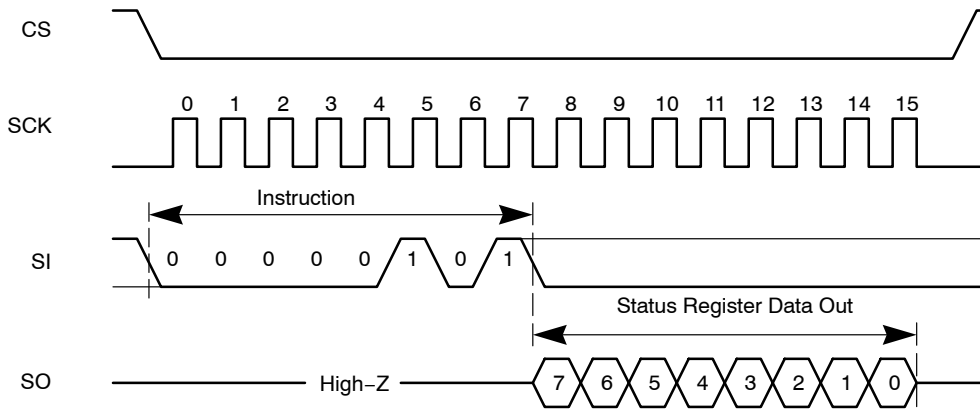 CS
0 1 2 3 4 5 6 7 8 9 10 11 12 13 14 15
SCK
Instruction
SI 0 0 0 0 0 1 0 1
Status Register Data Out
SO High−Z 7 6 5 4 3 2 1 0